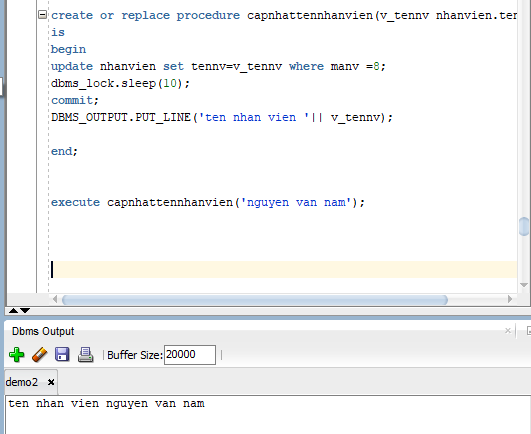 create or replace procedure capnhattennhanvien(v_tennv nhanvien.ten
is
begin
update nhanvien set tennv=v_tennv where manv =8;
dbms_lock.sleep(10);
commit;
DBMS_OUTPUT.PUT_LINE('ten nhan vien '|| v_tennv);
end;
execute capnhattennhanvien('nguyen van nam');
Dbms Output
Buffer Size: 20000
demo2
ten nhan vien nguyen van nam